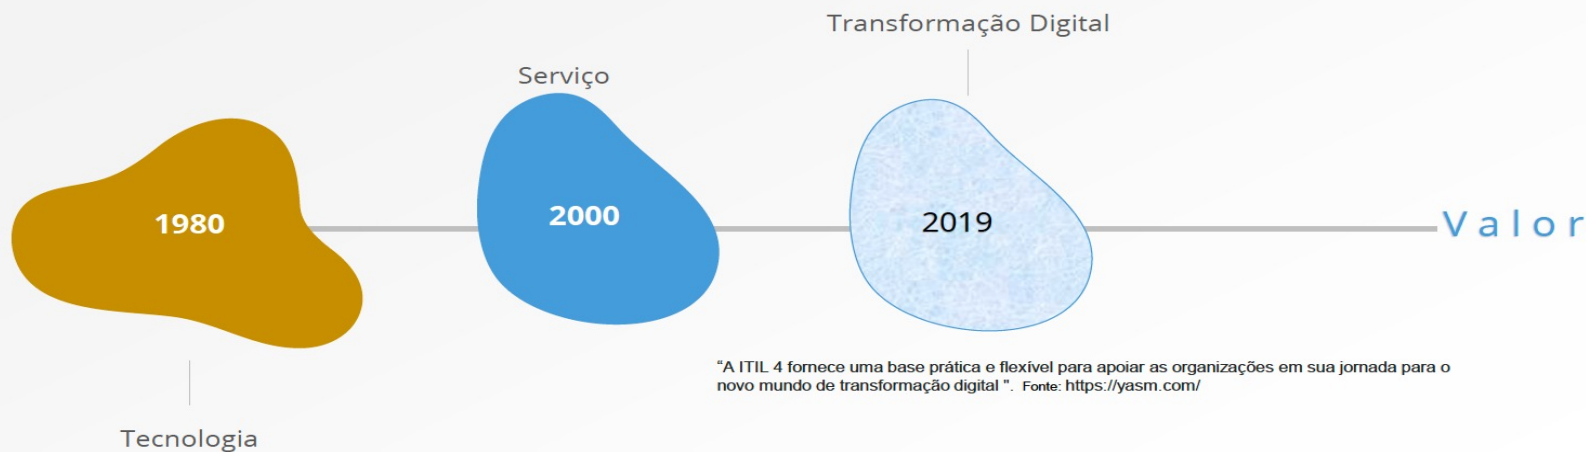 Transformação Digital
Serviço
1980
2000
2019
Valor
"A ITIL 4 fornece uma base prática e flexível para apoiar as organizações em sua jornada para o
novo mundo de transformação digital ". Fonte: https://yasm.com/
Tecnologia